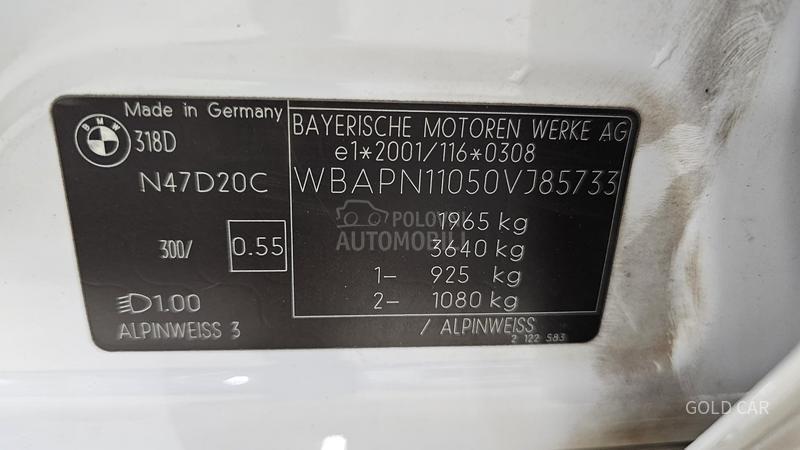 Made in Germany
BMW
318D
N47D20C
300/ 0.55
1.00
ALPINWEISS 3
BAYERISCHE MOTOREN WERKE AG
e1*2001/116*0308
WBAPN11050VJ85733
1965 kg
3640 kg
1- 925 kg
2- 1080 kg
/ ALPINWEISS
2 122 583
POLOVNI
AUTOMOBILI
GOLD CAR